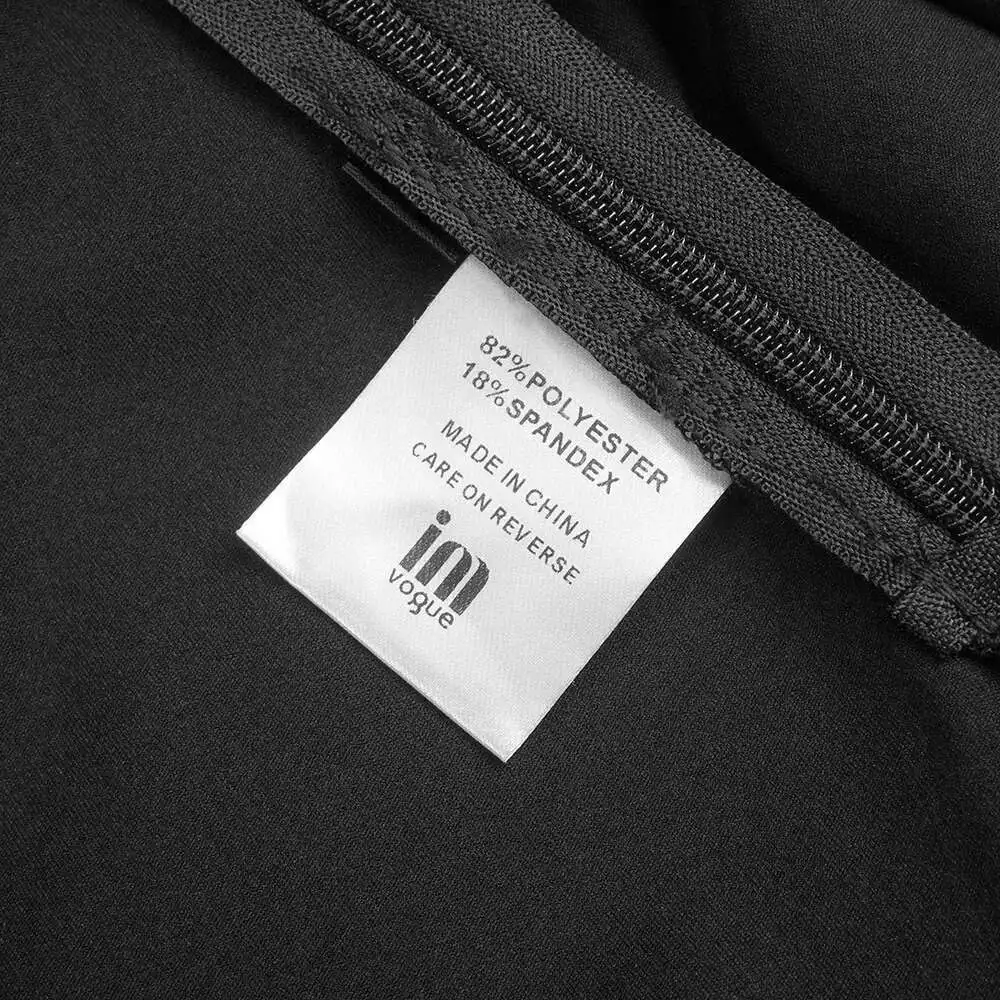 82%POLYESTER
18%SPANDEX
MADE IN CHINA
CARE ON REVERSE
im
vogue